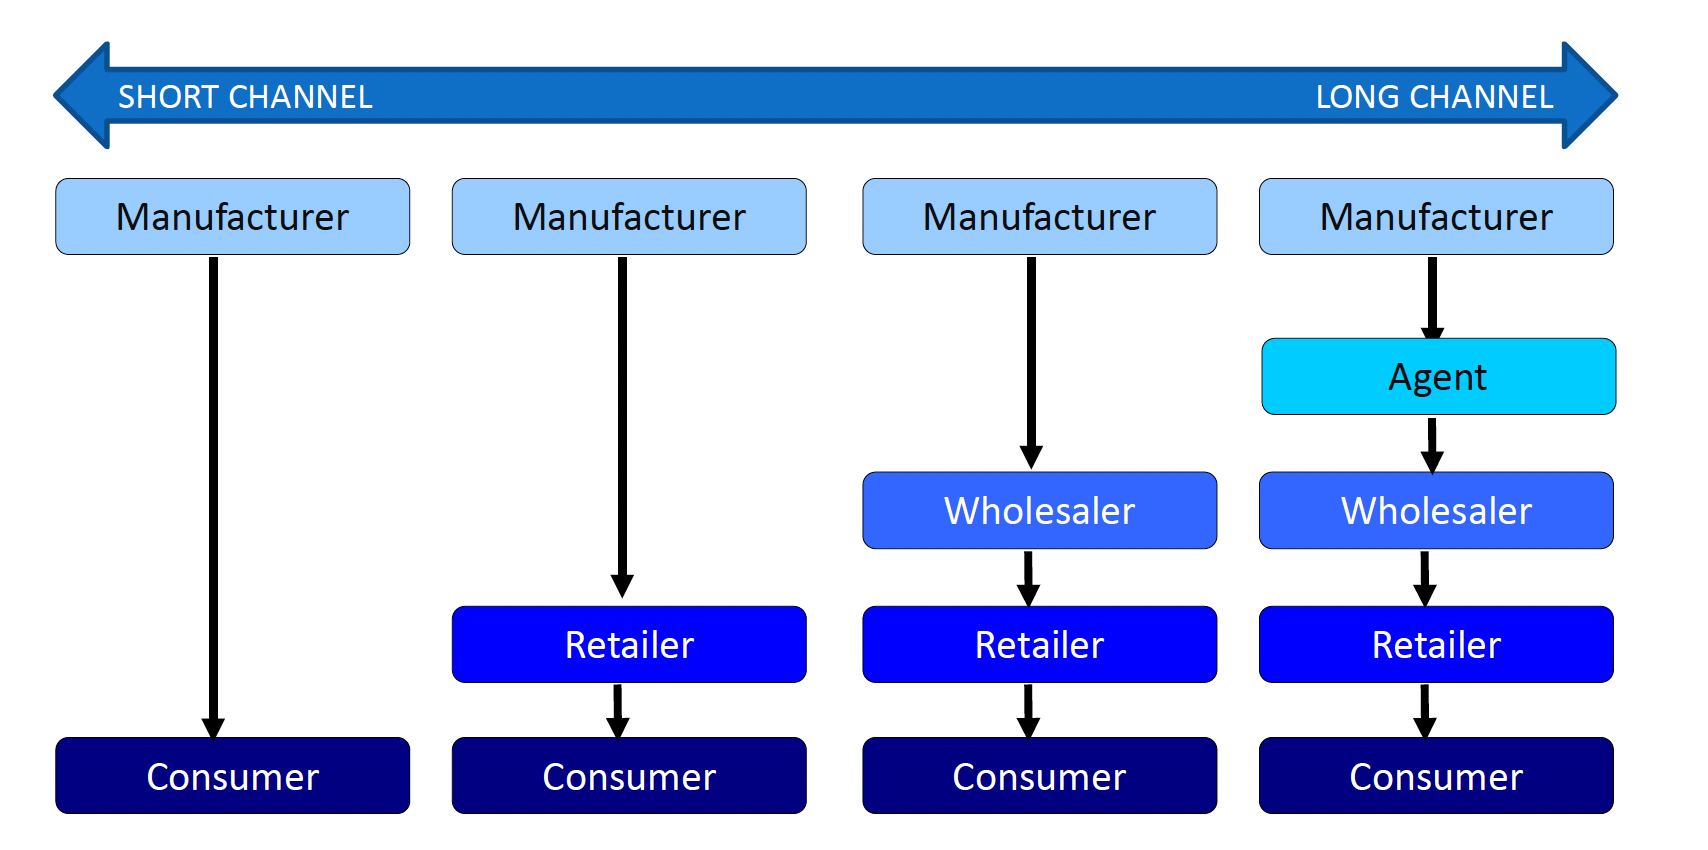 SHORT CHANNEL
LONG CHANNEL
Manufacturer
Manufacturer
Manufacturer
Manufacturer
Agent
Wholesaler
Wholesaler
Retailer
Retailer
Retailer
Consumer
Consumer
Consumer
Consumer